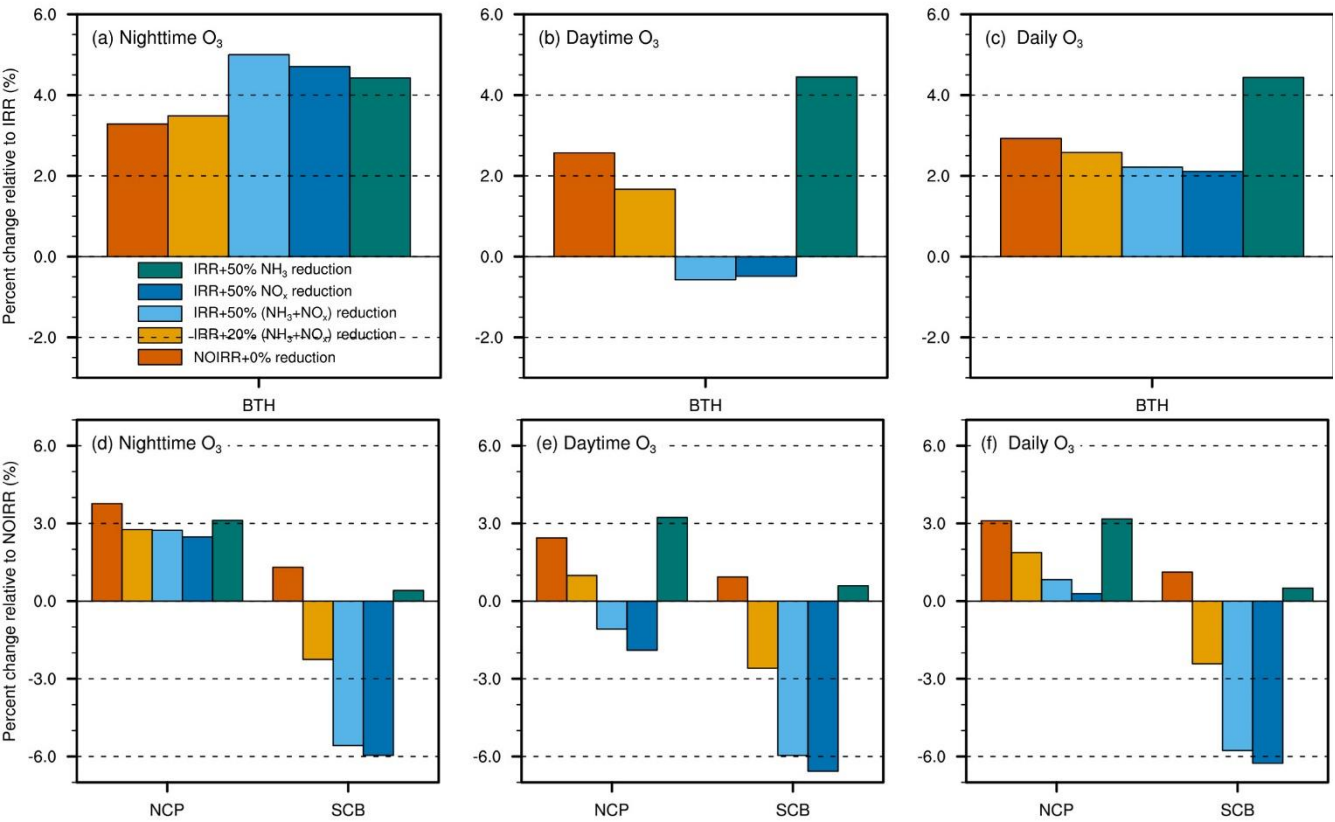 Percent change relative to IRR (%)
6.0
4.0
2.0
0.0
-2.0
(a) Nighttime O₃
IRR+50% NH₃ reduction
IRR+50% NOₓ reduction
IRR+50% (NH₃+NOₓ) reduction
IRR+20% (NH₃+NOₓ) reduction
NOIRR+0% reduction
BTH
6.0
4.0
2.0
0.0
-2.0
(b) Daytime O₃
BTH
6.0
4.0
2.0
0.0
-2.0
(c) Daily O₃
BTH
Percent change relative to NOIRR (%)
6.0
3.0
0.0
-3.0
-6.0
(d) Nighttime O₃
NCP SCB
6.0
3.0
0.0
-3.0
-6.0
(e) Daytime O₃
NCP SCB
6.0
3.0
0.0
-3.0
-6.0
(f) Daily O₃
NCP SCB